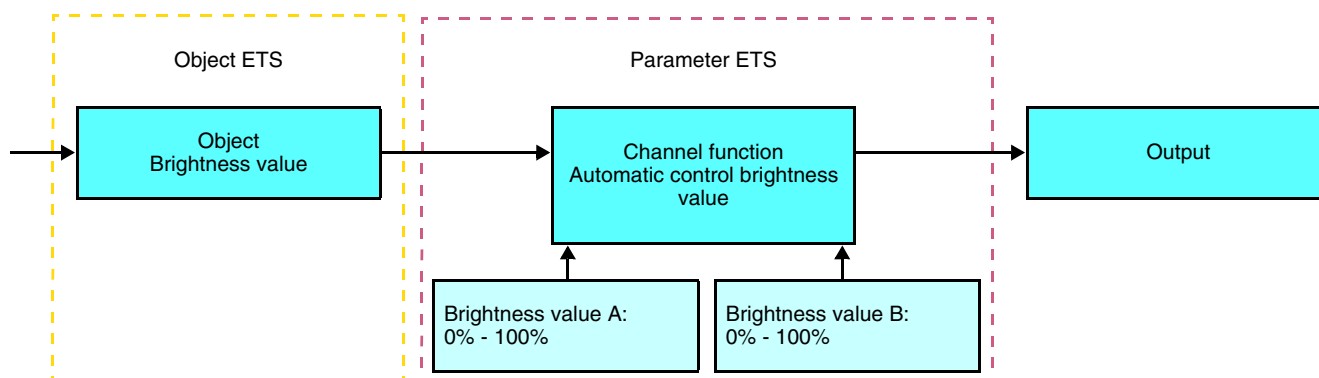 Object ETS
Parameter ETS
Object
Brightness value
Channel function
Automatic control brightness
value
Output
Brightness value A:
0% - 100%
Brightness value B:
0% - 100%